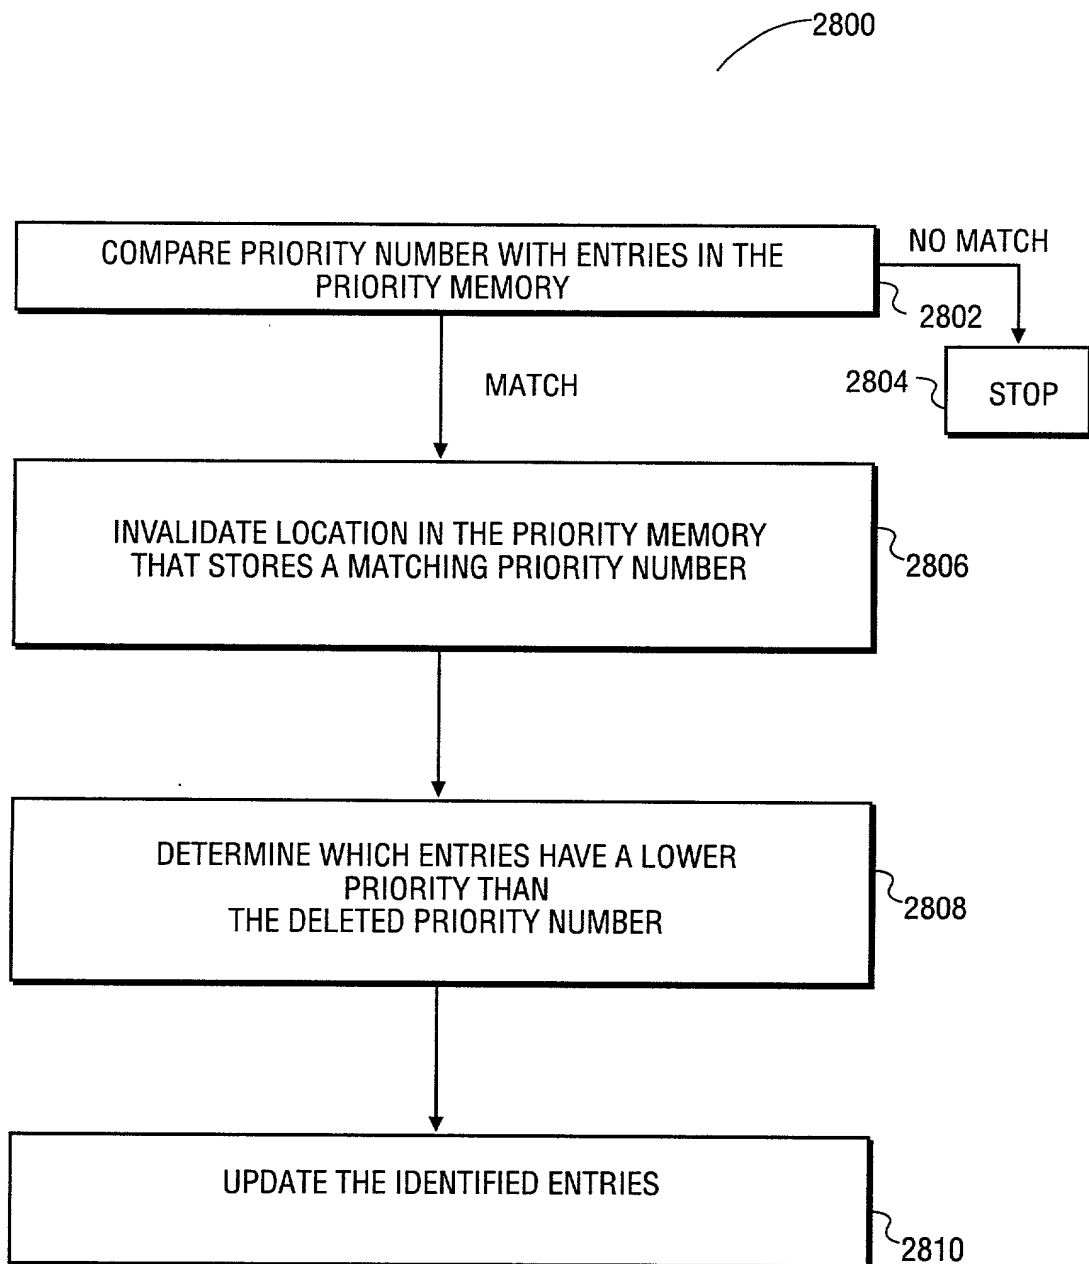 2800
COMPARE PRIORITY NUMBER WITH ENTRIES IN THE
PRIORITY MEMORY
NO MATCH
2802
MATCH
2804
STOP
INVALIDATE LOCATION IN THE PRIORITY MEMORY
THAT STORES A MATCHING PRIORITY NUMBER
2806
DETERMINE WHICH ENTRIES HAVE A LOWER
PRIORITY THAN
THE DELETED PRIORITY NUMBER
2808
UPDATE THE IDENTIFIED ENTRIES
2810